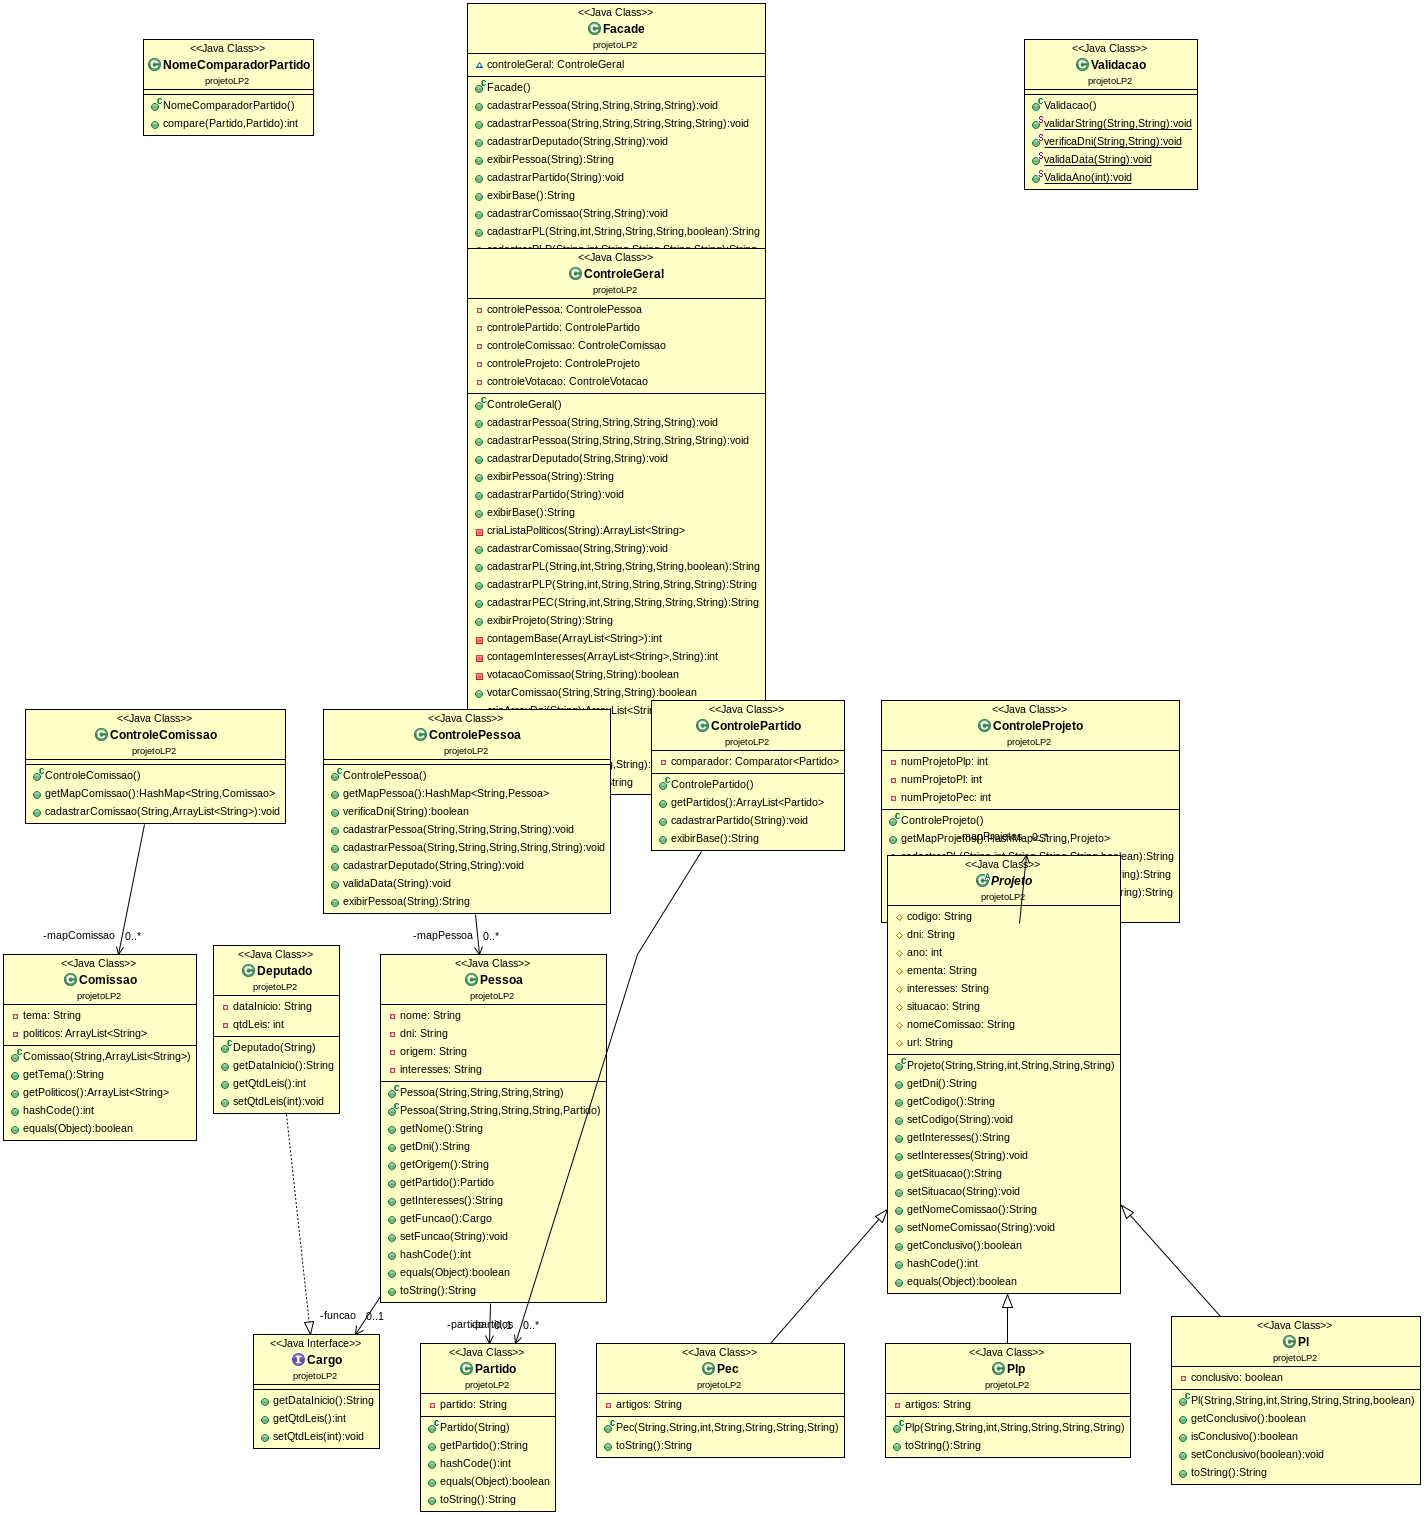 <<Java Class>>
NomeComparadorPartido
projetoLP2
NomeComparadorPartido()
compare(Partido,Partido):int
<<Java Class>>
Facade
projetoLP2
controleGeral: ControleGeral
Facade()
cadastrarPessoa(String,String,String,String):void
cadastrarPessoa(String,String,String,String,String):void
cadastrarDeputado(String,String):void
exibirPessoa(String):String
cadastrarPartido(String):void
exibirBase():String
cadastrarComissao(String,String):void
cadastrarPL(String,int,String,String,String,boolean):String
<<Java Class>>
Validacao
projetoLP2
Validacao()
validarString(String,String):void
verificaDni(String,String):void
validaData(String):void
ValidaAno(int):void
<<Java Class>>
ControleGeral
projetoLP2
controlePessoa: ControlePessoa
controlePartido: ControlePartido
controleComissao: ControleComissao
controleProjeto: ControleProjeto
controleVotacao: ControleVotacao
ControleGeral()
cadastrarPessoa(String,String,String,String):void
cadastrarPessoa(String,String,String,String,String):void
cadastrarDeputado(String,String):void
exibirPessoa(String):String
cadastrarPartido(String):void
exibirBase():String
criaListaPoliticos(String):ArrayList<String>
cadastrarComissao(String,String):void
cadastrarPL(String,int,String,String,String,boolean):String
cadastrarPLP(String,int,String,String,String,String):String
cadastrarPEC(String,int,String,String,String,String):String
exibirProjeto(String):String
contagemBase(ArrayList<String>):int
contagemInteresses(ArrayList<String>,String):int
votacaoComissao(String,String):boolean
votarComissao(String,String,String):boolean
<<Java Class>>
ControleComissao
projetoLP2
ControleComissao()
getMapComissao():HashMap<String,Comissao>
cadastrarComissao(String,ArrayList<String>):void
<<Java Class>>
ControlePessoa
projetoLP2
ControlePessoa()
getMapPessoa():HashMap<String,Pessoa>
verificaDni(String):boolean
cadastrarPessoa(String,String,String,String):void
cadastrarPessoa(String,String,String,String,String):void
cadastrarDeputado(String,String):void
validaData(String):void
exibirPessoa(String):String
<<Java Class>>
ControlePartido
projetoLP2
comparador: Comparator<Partido>
ControlePartido()
getPartidos():ArrayList<Partido>
cadastrarPartido(String):void
exibirBase():String
<<Java Class>>
ControleProjeto
projetoLP2
numProjetoPlp: int
numProjetoPl: int
numProjetoPec: int
ControleProjeto()
getMapProjetos():HashMap<String,Projeto>
-mapProjetos 0..*
-mapComissao 0..*
-mapPessoa 0..*
<<Java Class>>
Comissao
projetoLP2
tema: String
politicos: ArrayList<String>
Comissao(String,ArrayList<String>)
getTema():String
getPoliticos():ArrayList<String>
hashCode():int
equals(Object):boolean
<<Java Class>>
Deputado
projetoLP2
dataInicio: String
qtdLeis: int
Deputado(String)
getDataInicio():String
getQtdLeis():int
setQtdLeis(int):void
<<Java Class>>
Pessoa
projetoLP2
nome: String
dni: String
origem: String
interesses: String
Pessoa(String,String,String,String)
Pessoa(String,String,String,String,Partido)
getNome():String
getDni():String
getOrigem():String
getPartido():Partido
getInteresses():String
getFuncao():Cargo
setFuncao(String):void
hashCode():int
equals(Object):boolean
toString():String
<<Java Class>>
Projeto
projetoLP2
codigo: String
dni: String
ano: int
ementa: String
interesses: String
situacao: String
nomeComissao: String
url: String
Projeto(String,String,int,String,String,String)
getDni():String
getCodigo():String
setCodigo(String):void
getInteresses():String
setInteresses(String):void
getSituacao():String
setSituacao(String):void
getNomeComissao():String
setNomeComissao(String):void
getConclusivo():boolean
hashCode():int
equals(Object):boolean
-funcao 0..1
-partido 0..1
-partidos 0..*
<<Java Interface>>
Cargo
projetoLP2
getDataInicio():String
getQtdLeis():int
setQtdLeis(int):void
<<Java Class>>
Partido
projetoLP2
partido: String
Partido(String)
getPartido():String
hashCode():int
equals(Object):boolean
toString():String
<<Java Class>>
Pec
projetoLP2
artigos: String
Pec(String,String,int,String,String,String,String)
toString():String
<<Java Class>>
Plp
projetoLP2
artigos: String
Plp(String,String,int,String,String,String,String)
toString():String
<<Java Class>>
Pl
projetoLP2
conclusivo: boolean
Pl(String,String,int,String,String,String,boolean)
getConclusivo():boolean
isConclusivo():boolean
setConclusivo(boolean):void
toString():String